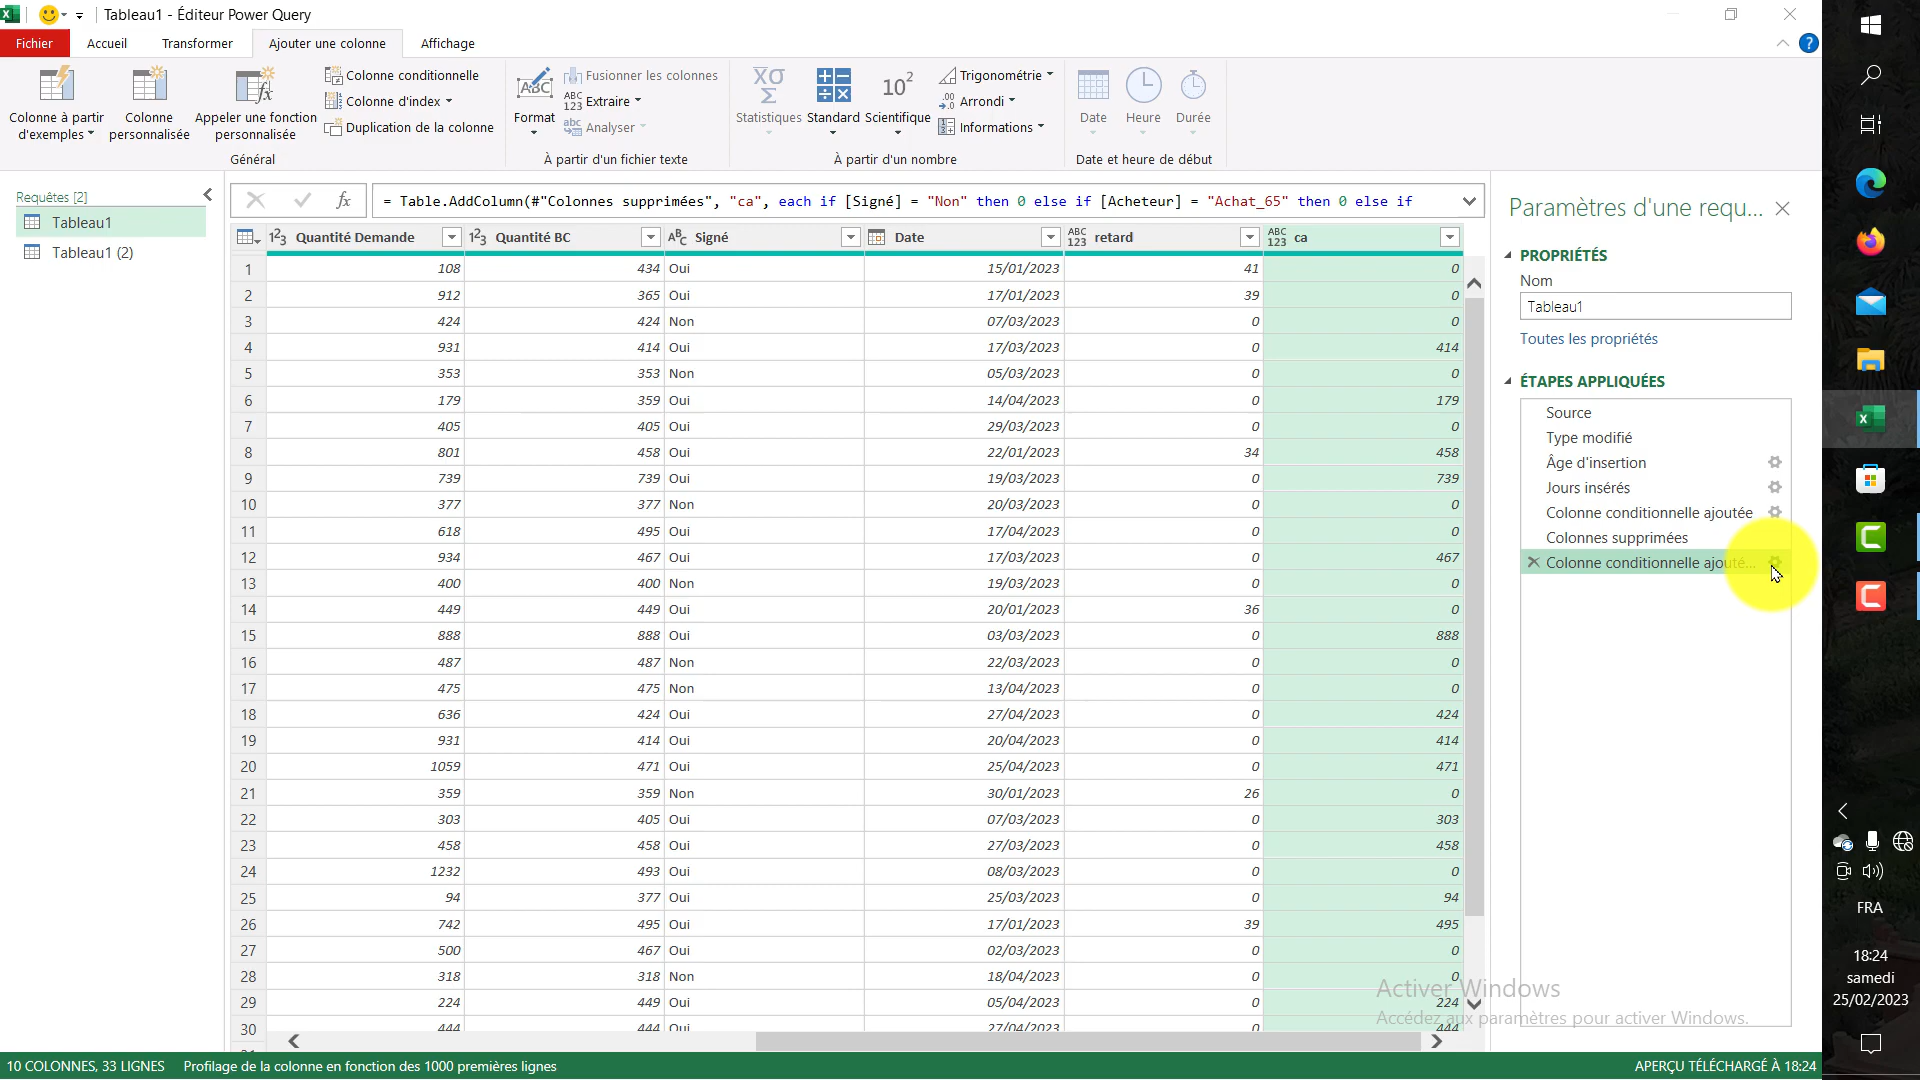 Tableau1 - Éditeur Power Query
Fichier
Accueil
Transformer
Ajouter une colonne
Affichage
Colonne à partir
d'exemples
Colonne
personnalisée
Appeler une fonction
personnalisée
Colonne conditionnelle
Colonne d'index
Duplication de la colonne
Général
Format
Fusionner les colonnes
Extraire
Analyser
À partir d'un fichier texte
Statistiques
Standard
Scientifique
Trigonométrie
Arrondi
Informations
À partir d'un nombre
Date
Heure
Durée
Date et heure de début
Requêtes [2]
Tableau1
Tableau1 (2)
= Table.AddColumn(#"Colonnes supprimées", "ca", each if [Signé] = "Non" then 0 else if [Acheteur] = "Achat_65" then 0 else if
Quantité Demande Quantité BC Signé Date retard ca
1 108 434 Oui 15/01/2023 41 0
2 912 365 Oui 17/01/2023 39 0
3 424 424 Non 07/03/2023 0 0
4 931 414 Oui 17/03/2023 0 414
5 353 353 Non 05/03/2023 0 0
6 179 359 Oui 14/04/2023 0 179
7 405 405 Oui 29/03/2023 0 0
8 801 458 Oui 22/01/2023 34 458
9 739 739 Oui 19/03/2023 0 739
10 377 377 Non 20/03/2023 0 0
11 618 495 Oui 17/04/2023 0 0
12 934 467 Oui 17/03/2023 0 467
13 400 400 Non 19/03/2023 0 0
14 449 449 Oui 20/01/2023 36 0
15 888 888 Oui 03/03/2023 0 888
16 487 487 Non 22/03/2023 0 0
17 475 475 Non 13/04/2023 0 0
18 636 424 Oui 27/04/2023 0 424
19 931 414 Oui 20/04/2023 0 414
20 1059 471 Oui 25/04/2023 0 471
21 359 359 Non 30/01/2023 26 0
22 303 405 Oui 07/03/2023 0 303
23 458 458 Oui 27/03/2023 0 458
24 1232 493 Oui 08/03/2023 0 0
25 94 377 Oui 25/03/2023 0 94
26 742 495 Oui 17/01/2023 39 495
27 500 467 Oui 02/03/2023 0 0
28 318 318 Non 18/04/2023 0 0
29 224 449 Oui 05/04/2023 0 224
30 444 444 Oui 27/04/2023 0 444
Paramètres d'une requ...
PROPRIÉTÉS
Nom
Tableau1
Toutes les propriétés
ÉTAPES APPLIQUÉES
Source
Type modifié
Âge d'insertion
Jours insérés
Colonne conditionnelle ajoutée
Colonnes supprimées
Colonne conditionnelle ajouté...
Activer Windows
Accédez aux paramètres pour activer Windows.
10 COLONNES, 33 LIGNES
Profilage de la colonne en fonction des 1000 premières lignes
APERÇU TÉLÉCHARGÉ À 18:24
FRA
18:24
samedi
25/02/2023